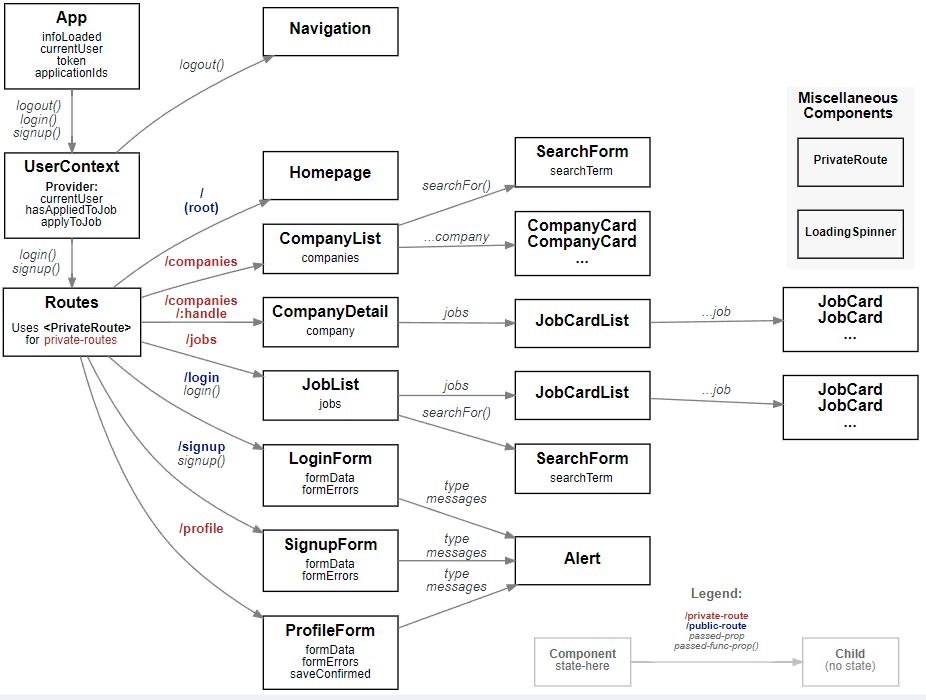 App
infoLoaded
currentUser
token
applicationIds
logout()
login()
signup()
UserContext
Provider:
currentUser
hasAppliedToJob
applyToJob
login()
signup()
Routes
Uses <PrivateRoute>
for private-routes
Navigation
logout()
/
(root)
Homepage
/companies
CompanyList
companies
searchFor()
SearchForm
searchTerm
...company
CompanyCard
CompanyCard
...
/companies
/:handle
CompanyDetail
company
jobs
JobCardList
...job
JobCard
JobCard
...
/jobs
JobList
jobs
jobs
JobCardList
...job
JobCard
JobCard
...
searchFor()
SearchForm
searchTerm
/login
login()
LoginForm
formData
formErrors
type
messages
/signup
signup()
SignupForm
formData
formErrors
type
messages
Alert
/profile
ProfileForm
formData
formErrors
saveConfirmed
type
messages
Miscellaneous
Components
PrivateRoute
LoadingSpinner
Legend:
/private-route
/public-route
passed-prop
passed-func-prop()
Component
state-here
Child
(no state)